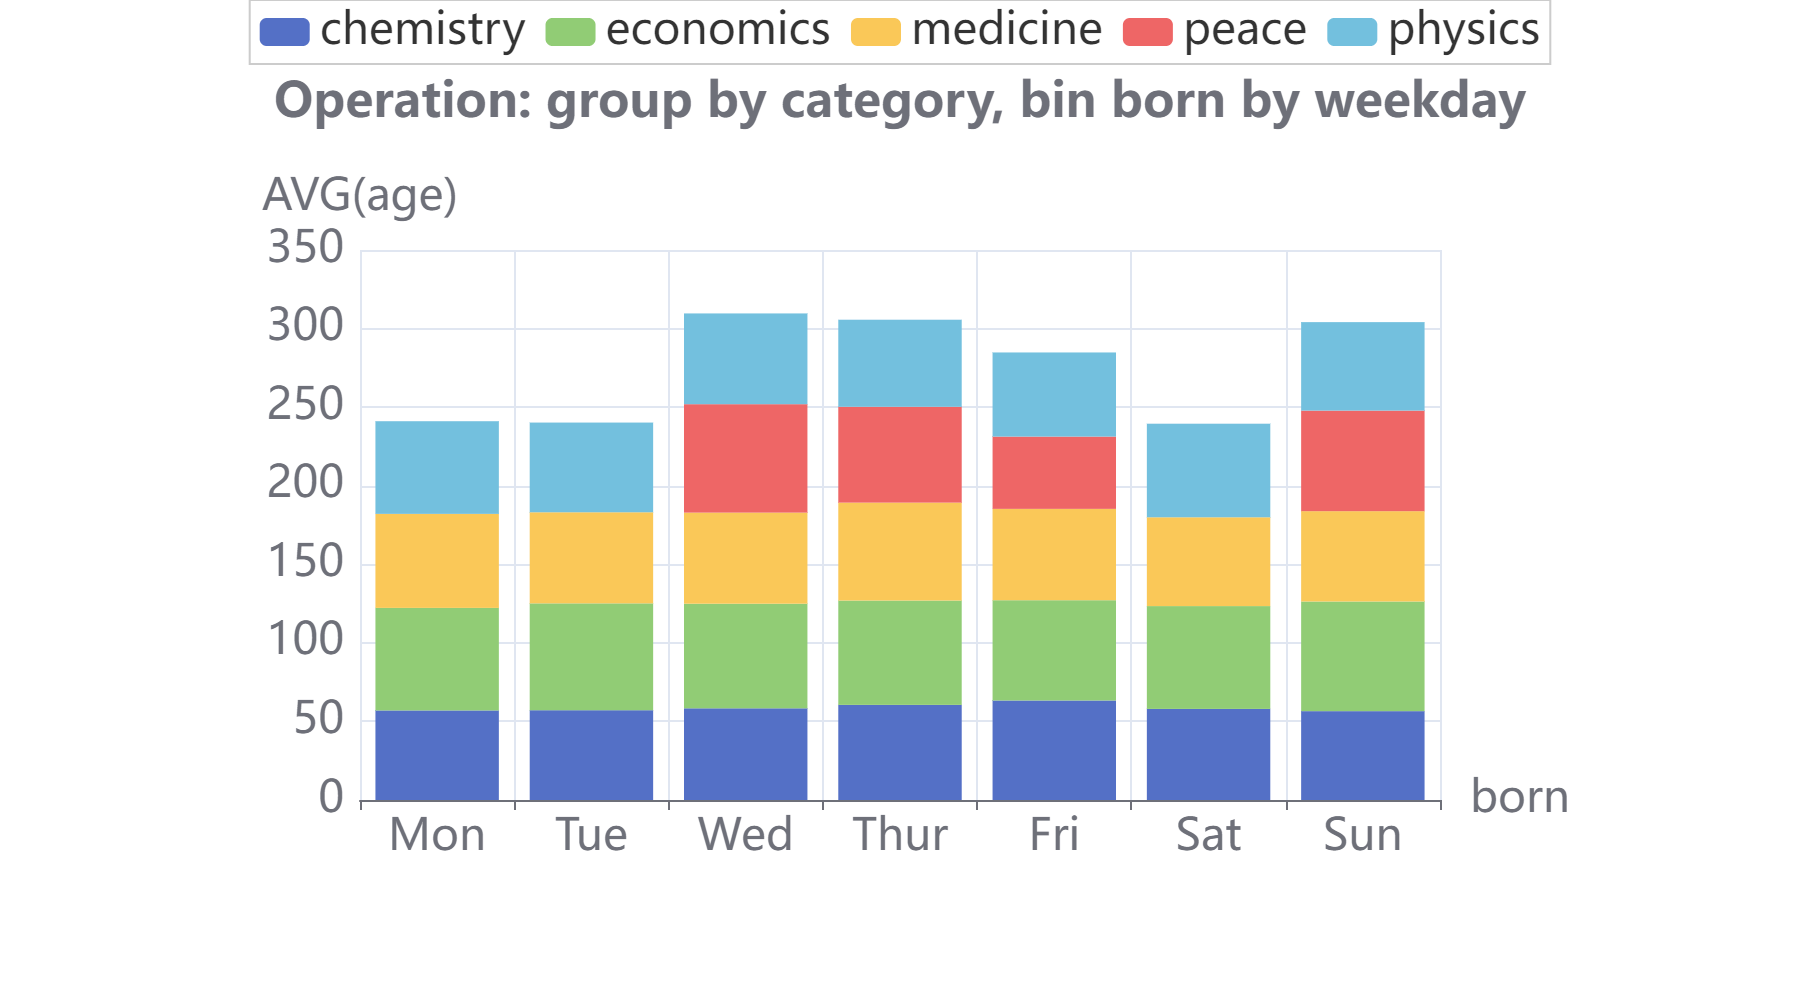 chemistry economics medicine peace physics
Operation: group by category, bin born by weekday
AVG(age)
350
300
250
200
150
100
50
0
born
Mon Tue Wed Thur Fri Sat Sun